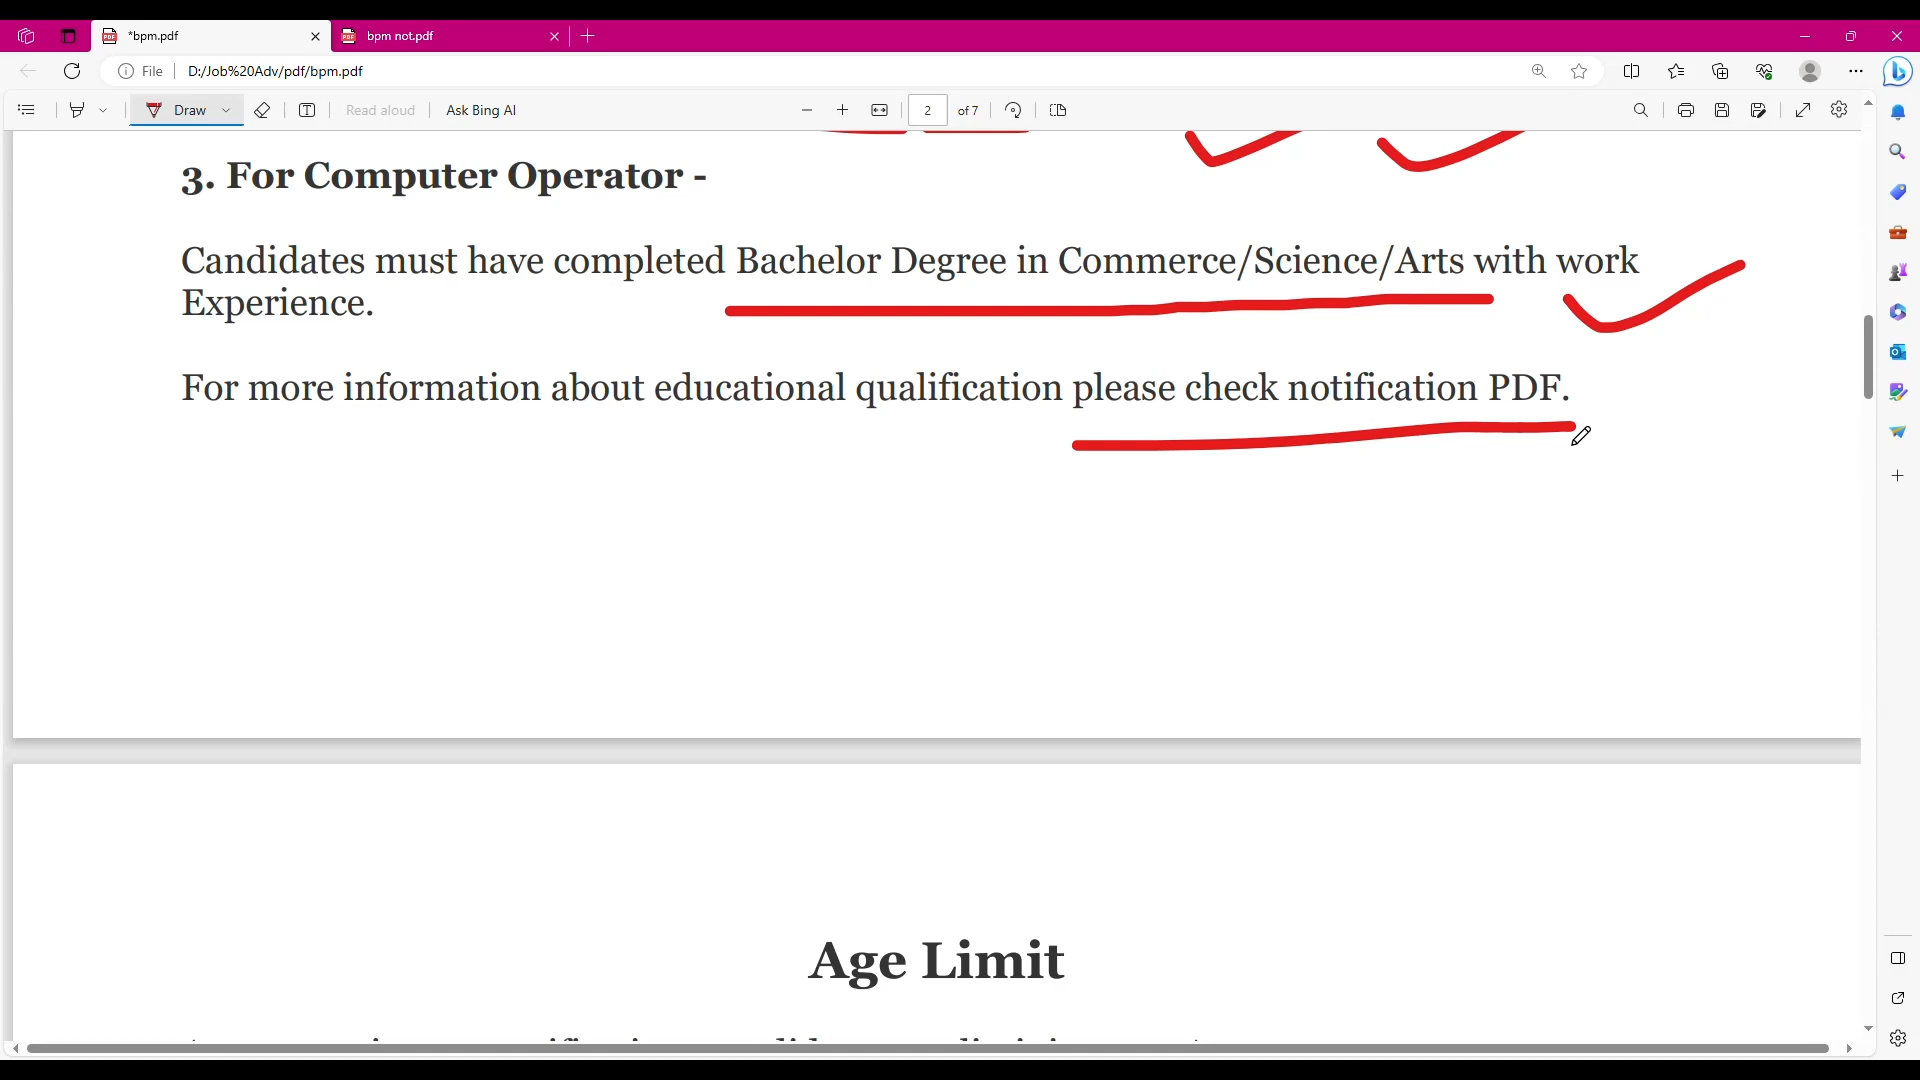 *bpm.pdf
bpm not.pdf
File
D:/Job%20Adv/pdf/bpm.pdf
Draw
Read aloud
Ask Bing AI
2
of 7
3. For Computer Operator -
Candidates must have completed Bachelor Degree in Commerce/Science/Arts with work
Experience.
For more information about educational qualification please check notification PDF.
Age Limit